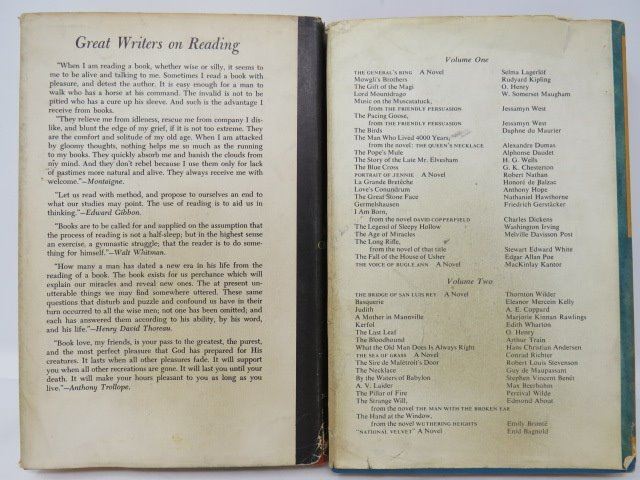 Great Writers on Reading
"When I am reading a book, whether wise or silly, it seems to
me to be alive and talking to me. Sometimes I read a book with
pleasure, and detest the author. It is easy enough for a man to
walk who has a horse at his command. The invalid is not to be
pitied who has a cure up his sleeve. And such is the advantage I
receive from books.
"They relieve me from idleness, rescue me from company I dis-
like, and blunt the edge of my grief, if it is not too extreme. They
are the comfort and solitude of my old age. When I am attacked
by gloomy thoughts, nothing helps me so much as the running
to my books. They quickly absorb me and banish the clouds from
my mind. And they don't rebel because I use them only for lack
of pastimes more natural and alive. They always receive me with
welcome."—Montaigne.
"Let us read with method, and propose to ourselves an end to
what our studies may point. The use of reading is to aid us in
thinking."—Edward Gibbon.
"Books are to be called for and supplied on the assumption that
the process of reading is not a half-sleep; but in the highest sense
an exercise, a gymnastic struggle; that the reader is to do some-
thing for himself."—Walt Whitman.
"How many a man has dated a new era in his life from the
reading of a book. The book exists for us perchance which will
explain our miracles and reveal new ones. The at present un-
utterable things we may find somewhere uttered. These same
questions that disturb and puzzle and confound us have in their
turn occurred to all the wise men; not one has been omitted; and
each has answered them according to his ability, by his word,
and his life."—Henry David Thoreau.
"Book love, my friends, is your pass to the greatest, the purest,
and the most perfect pleasure that God has prepared for His
creatures. It lasts when all other pleasures fade. It will support
you when all other recreations are gone. It will last you until your
death. It will make your hours pleasant to you as long as you
live."—Anthony Trollope.
Volume One
THE GENERAL'S RING A Novel Selma Lagerlöf
Mowgli's Brothers Rudyard Kipling
The Gift of the Magi O. Henry
Lord Mountdrago W. Somerset Maugham
Music on the Muscatatuck,
from THE FRIENDLY PERSUASION Jessamyn West
The Pacing Goose,
from THE FRIENDLY PERSUASION Jessamyn West
The Birds Daphne du Maurier
The Man Who Lived 4000 Years,
from the novel: THE QUEEN'S NECKLACE Alexandre Dumas
The Pope's Mule Alphonse Daudet
The Story of the Late Mr. Elvesham H. G. Wells
The Blue Cross G. K. Chesterton
PORTRAIT OF JENNIE A Novel Robert Nathan
La Grande Bretêche Honoré de Balzac
Love's Conundrum Anthony Hope
The Great Stone Face Nathaniel Hawthorne
Germelshausen Friedrich Gerstäcker
I Am Born,
from the novel DAVID COPPERFIELD Charles Dickens
The Legend of Sleepy Hollow Washington Irving
The Age of Miracles Melville Davisson Post
The Long Rifle,
from the novel of that title Stewart Edward White
The Fall of the House of Usher Edgar Allan Poe
THE VOICE OF BUGLE ANN A Novel MacKinlay Kantor
Volume Two
THE BRIDGE OF SAN LUIS REY A Novel Thornton Wilder
Basquerie Eleanor Mercein Kelly
Judith A. E. Coppard
A Mother in Mannville Marjorie Kinnan Rawlings
Kerfol Edith Wharton
The Last Leaf O. Henry
The Bloodhound Arthur Train
What the Old Man Does Is Always Right Hans Christian Andersen
THE SEA OF GRASS A Novel Conrad Richter
The Sire de Malétroit's Door Robert Louis Stevenson
The Necklace Guy de Maupassant
By the Waters of Babylon Stephen Vincent Benét
A. V. Laider Max Beerbohm
The Pillar of Fire Percival Wilde
The Strange Will, Edmond About
from the novel THE MAN WITH THE BROKEN EAR
The Hand at the Window,
from the novel WUTHERING HEIGHTS Emily Brontë
"NATIONAL VELVET" A Novel Enid Bagnold